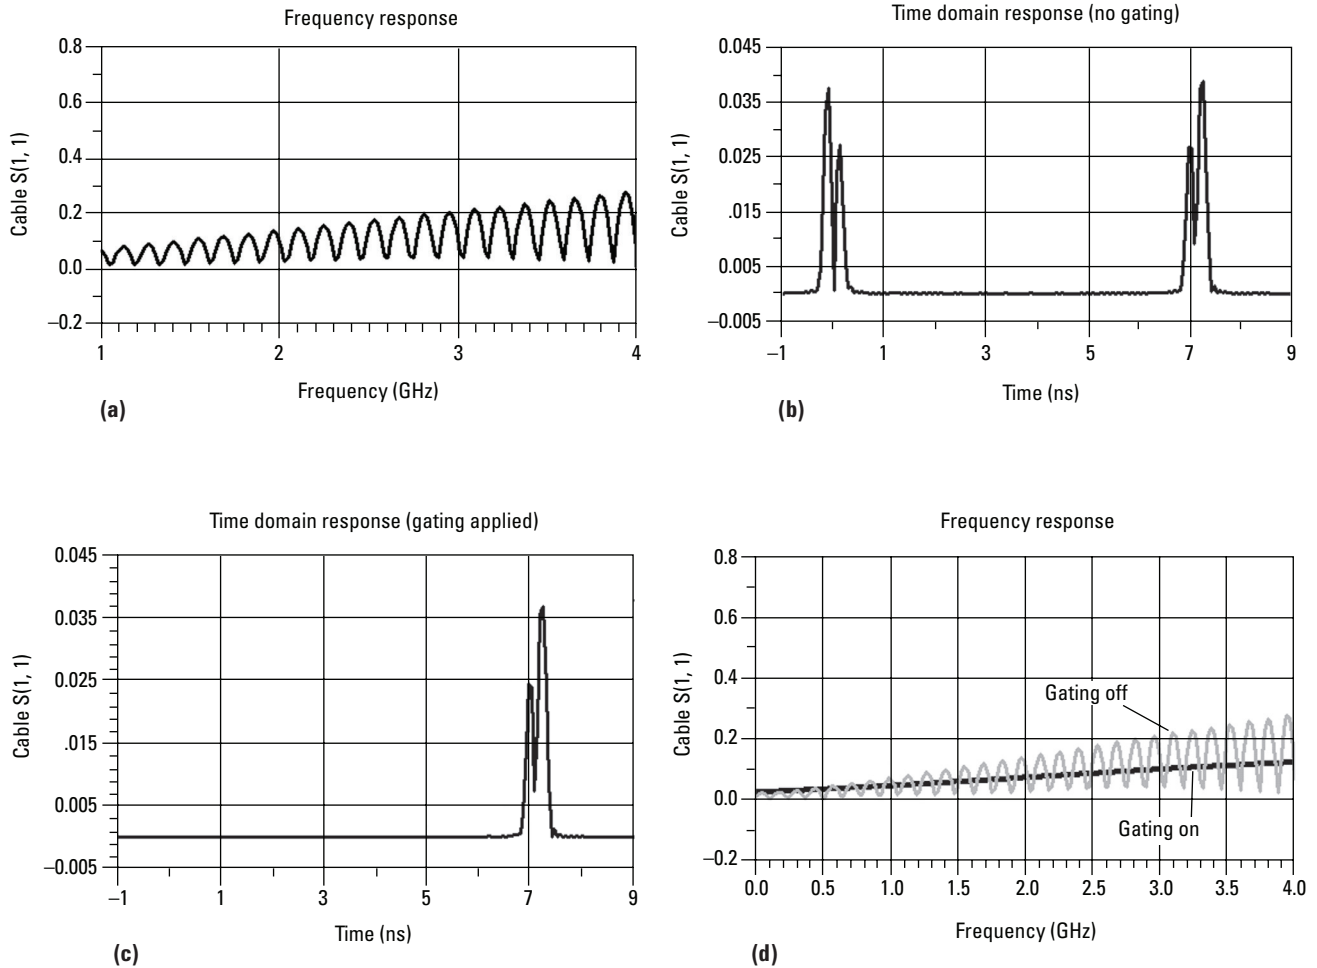 Frequency response
0.8
0.6
0.4
0.2
0.0
−0.2
Cable S(1, 1)
1 2 3 4
Frequency (GHz)
(a)
Time domain response (no gating)
0.045
0.035
0.025
.015
0.005
−0.005
Cable S(1, 1)
−1 1 3 5 7 9
Time (ns)
(b)
Time domain response (gating applied)
0.045
0.035
0.025
.015
0.005
−0.005
Cable S(1, 1)
−1 1 3 5 7 9
Time (ns)
(c)
Frequency response
0.8
0.6
0.4
0.2
0.0
−0.2
Cable S(1, 1)
Gating off
Gating on
0.0 0.5 1.0 1.5 2.0 2.5 3.0 3.5 4.0
Frequency (GHz)
(d)